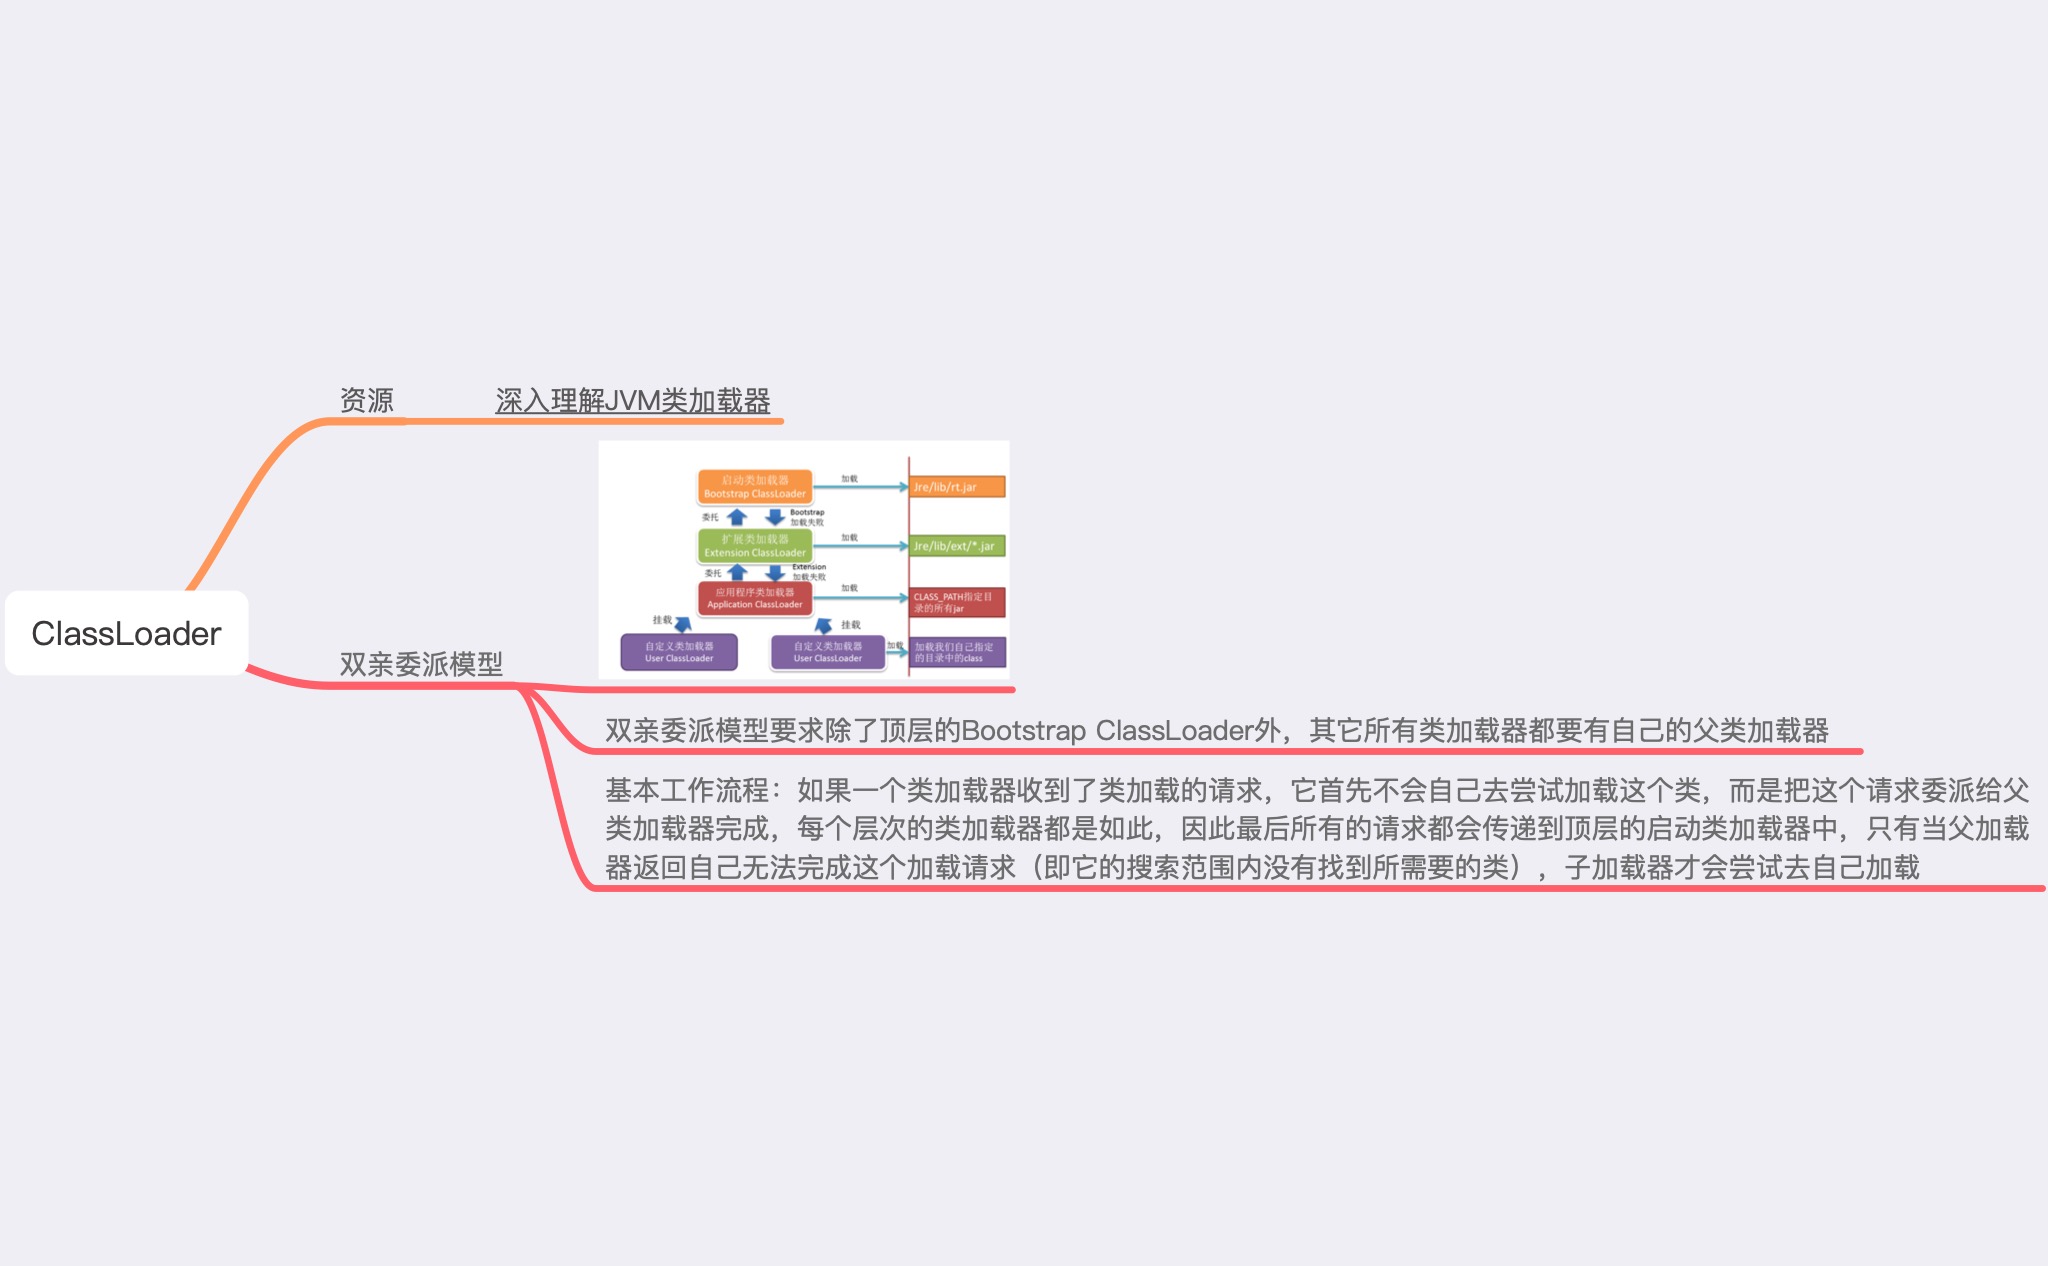 资源
深入理解JVM类加载器
启动类加载器
Bootstrap ClassLoader
加载
Jre/lib/rt.jar
委托
Bootstrap
加载失败
扩展类加载器
Extension ClassLoader
加载
Jre/lib/ext/*.jar
委托
Extension
加载失败
应用程序类加载器
Application ClassLoader
加载
CLASS_PATH指定目
录的所有jar
挂载
挂载
自定义类加载器
User ClassLoader
自定义类加载器
User ClassLoader
加载
加载我们自己指定
的目录中的class
ClassLoader
双亲委派模型
双亲委派模型要求除了顶层的Bootstrap ClassLoader外，其它所有类加载器都要有自己的父类加载器
基本工作流程：如果一个类加载器收到了类加载的请求，它首先不会自己去尝试加载这个类，而是把这个请求委派给父
类加载器完成，每个层次的类加载器都是如此，因此最后所有的请求都会传递到顶层的启动类加载器中，只有当父加载
器返回自己无法完成这个加载请求（即它的搜索范围内没有找到所需要的类），子加载器才会尝试去自己加载